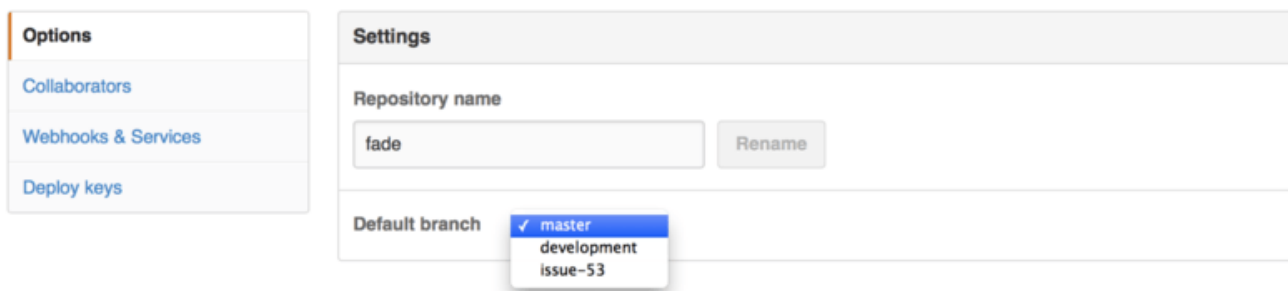 Options
Collaborators
Webhooks & Services
Deploy keys
Settings
Repository name
fade
Rename
Default branch
✓ master
development
issue-53